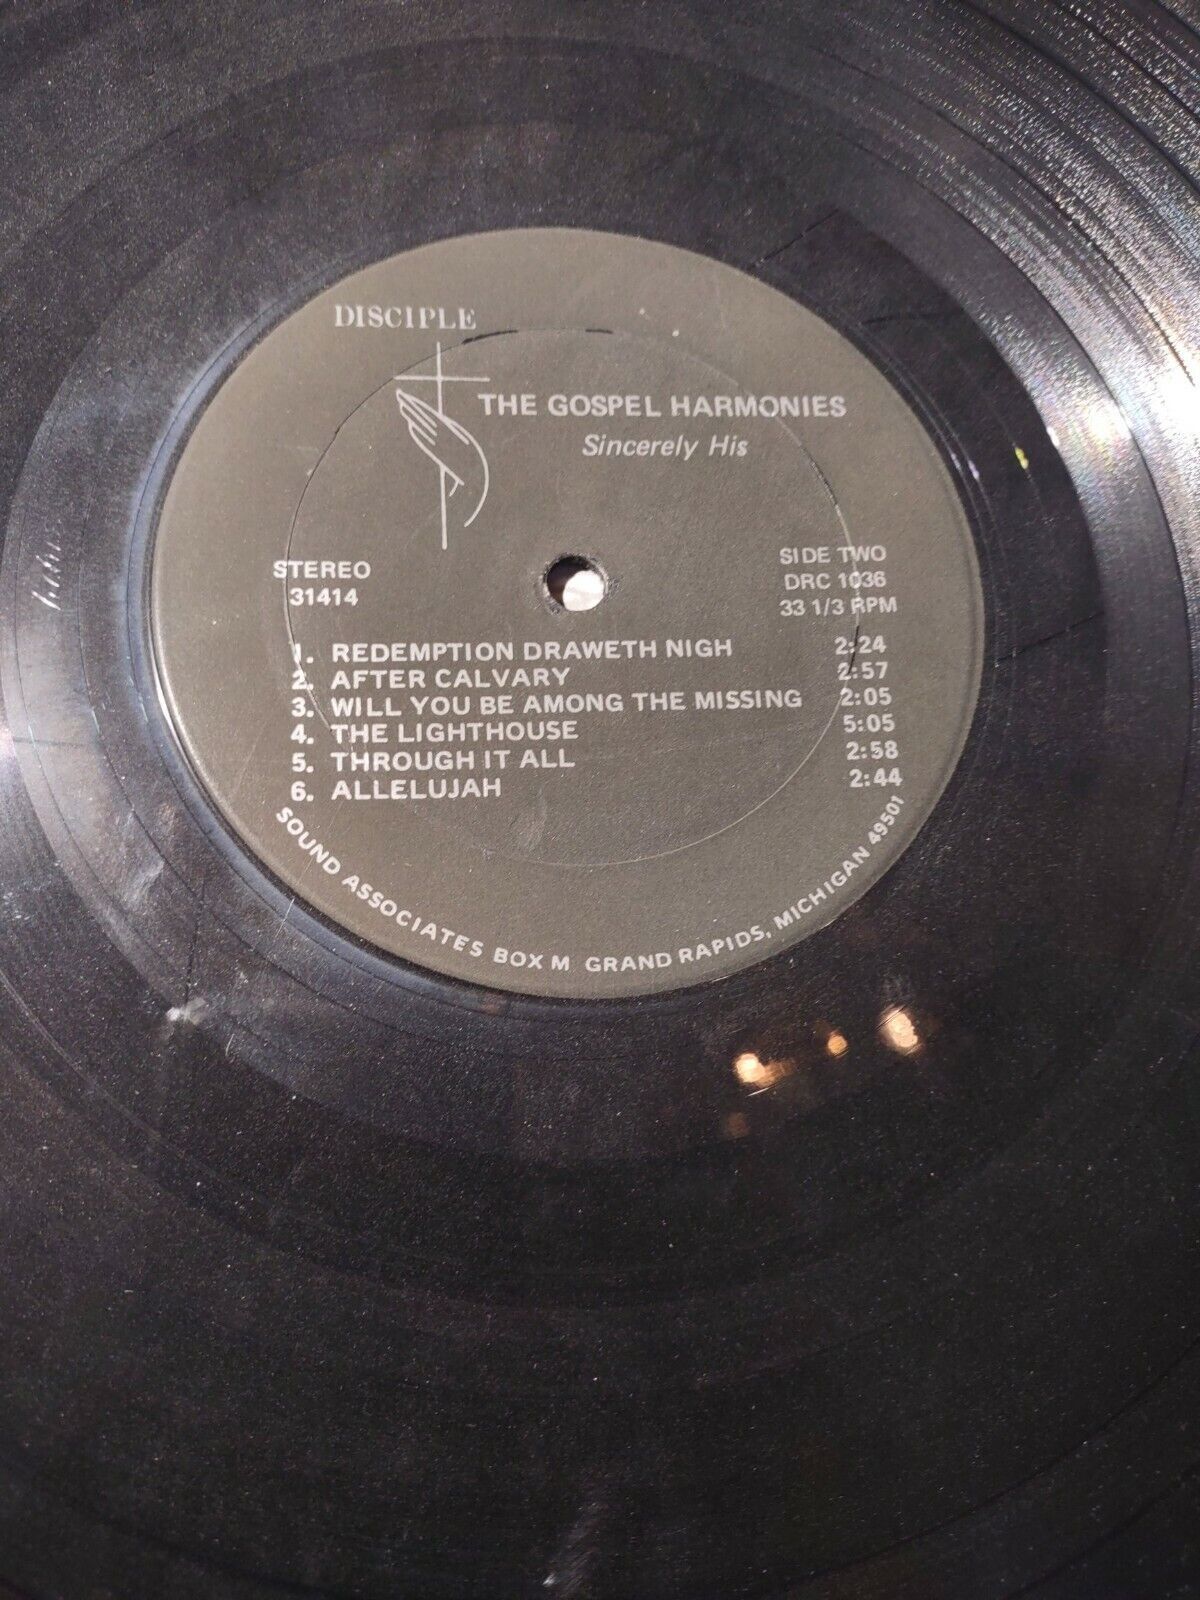 DISCIPLE
THE GOSPEL HARMONIES
Sincerely His
STEREO
31414
SIDE TWO
DRC 1036
33 1/3 RPM
1. REDEMPTION DRAWETH NIGH 2:24
2. AFTER CALVARY 2:57
3. WILL YOU BE AMONG THE MISSING 2:05
4. THE LIGHTHOUSE 5:05
5. THROUGH IT ALL 2:58
6. ALLELUJAH 2:44
SOUND ASSOCIATES BOX M GRAND RAPIDS, MICHIGAN 49501